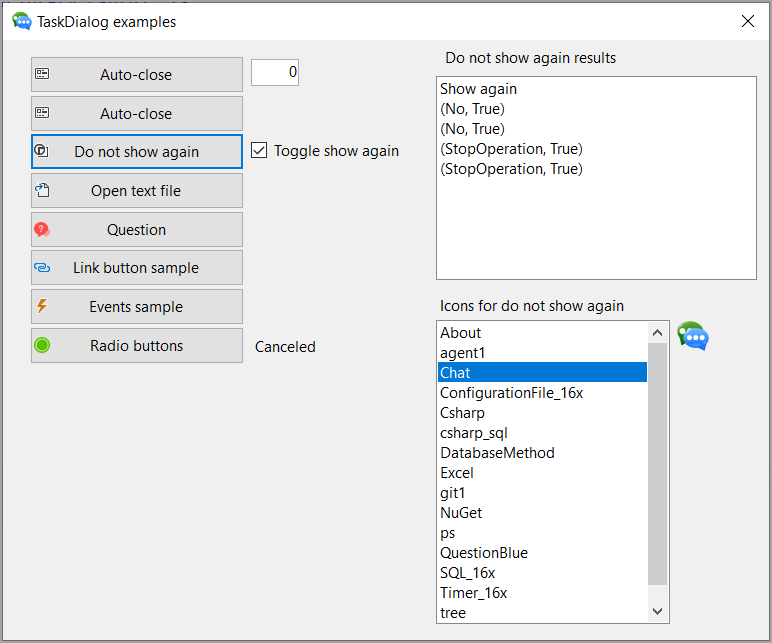 TaskDialog examples
Auto-close
0
Auto-close
Do not show again
Toggle show again
Open text file
Question
Link button sample
Events sample
Radio buttons
Canceled
Do not show again results
Show again
(No, True)
(No, True)
(StopOperation, True)
(StopOperation, True)
Icons for do not show again
About
agent1
Chat
ConfigurationFile_16x
Csharp
csharp_sql
DatabaseMethod
Excel
git1
NuGet
ps
QuestionBlue
SQL_16x
Timer_16x
tree